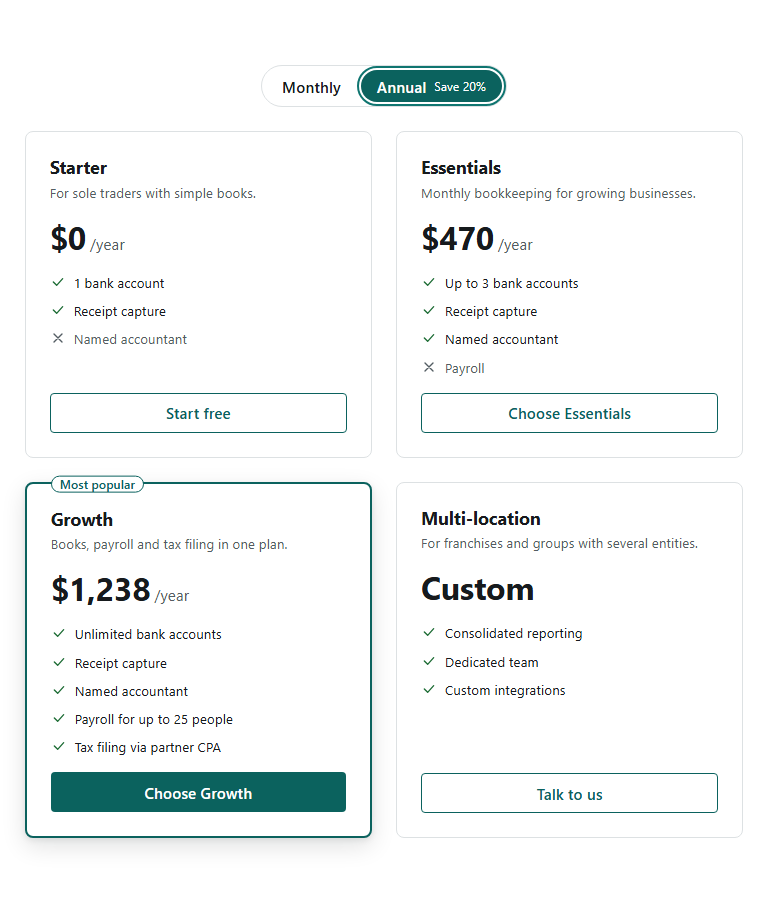 Monthly
Annual Save 20%
Starter
For sole traders with simple books.
$0 /year
1 bank account
Receipt capture
Named accountant
Start free
Essentials
Monthly bookkeeping for growing businesses.
$470 /year
Up to 3 bank accounts
Receipt capture
Named accountant
Payroll
Choose Essentials
Most popular
Growth
Books, payroll and tax filing in one plan.
$1,238 /year
Unlimited bank accounts
Receipt capture
Named accountant
Payroll for up to 25 people
Tax filing via partner CPA
Choose Growth
Multi-location
For franchises and groups with several entities.
Custom
Consolidated reporting
Dedicated team
Custom integrations
Talk to us